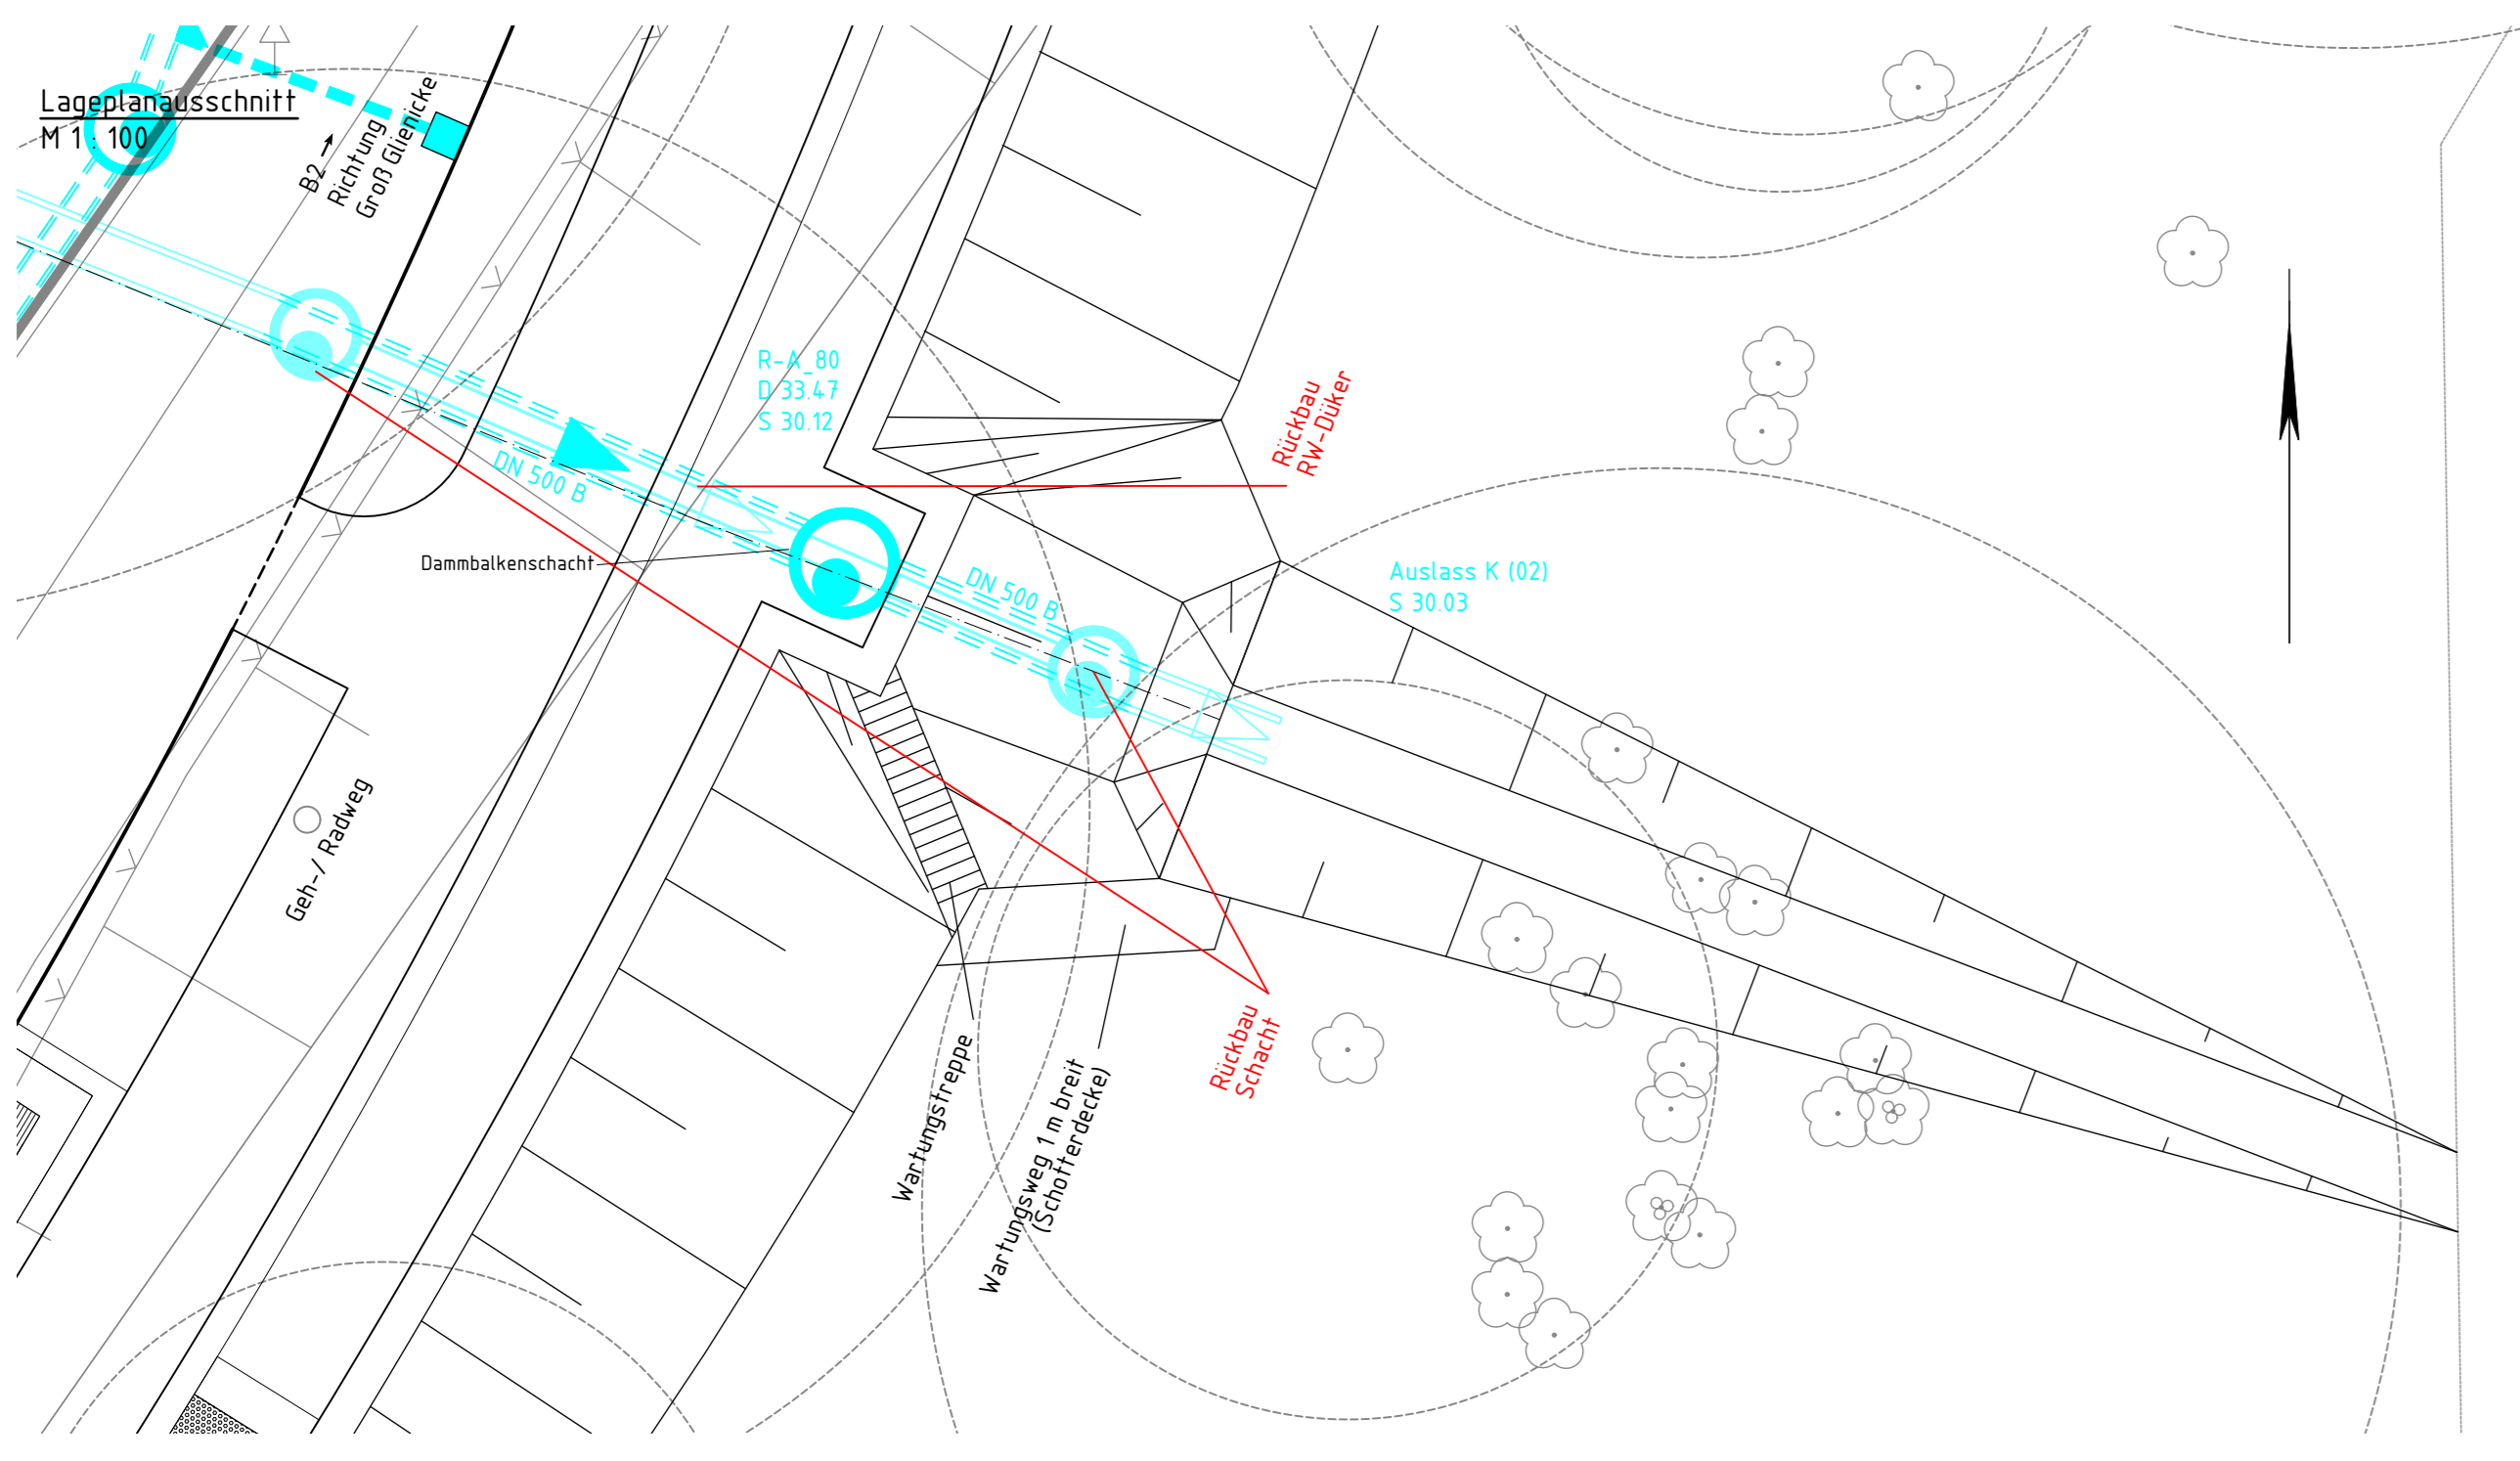 Lageplanausschnitt
M 1 : 100
B2
Richtung
Groß Glienicke
R-A_80
D 33.47
S 30.12
Rückbau
RW-Düker
DN 500 B
Dammbalkenschacht
DN 500 B
Auslass K (02)
S 30.03
Geh-/ Radweg
Rückbau
Schacht
Wartungstreppe
Wartungsweg 1 m breit
(Schotterdecke)